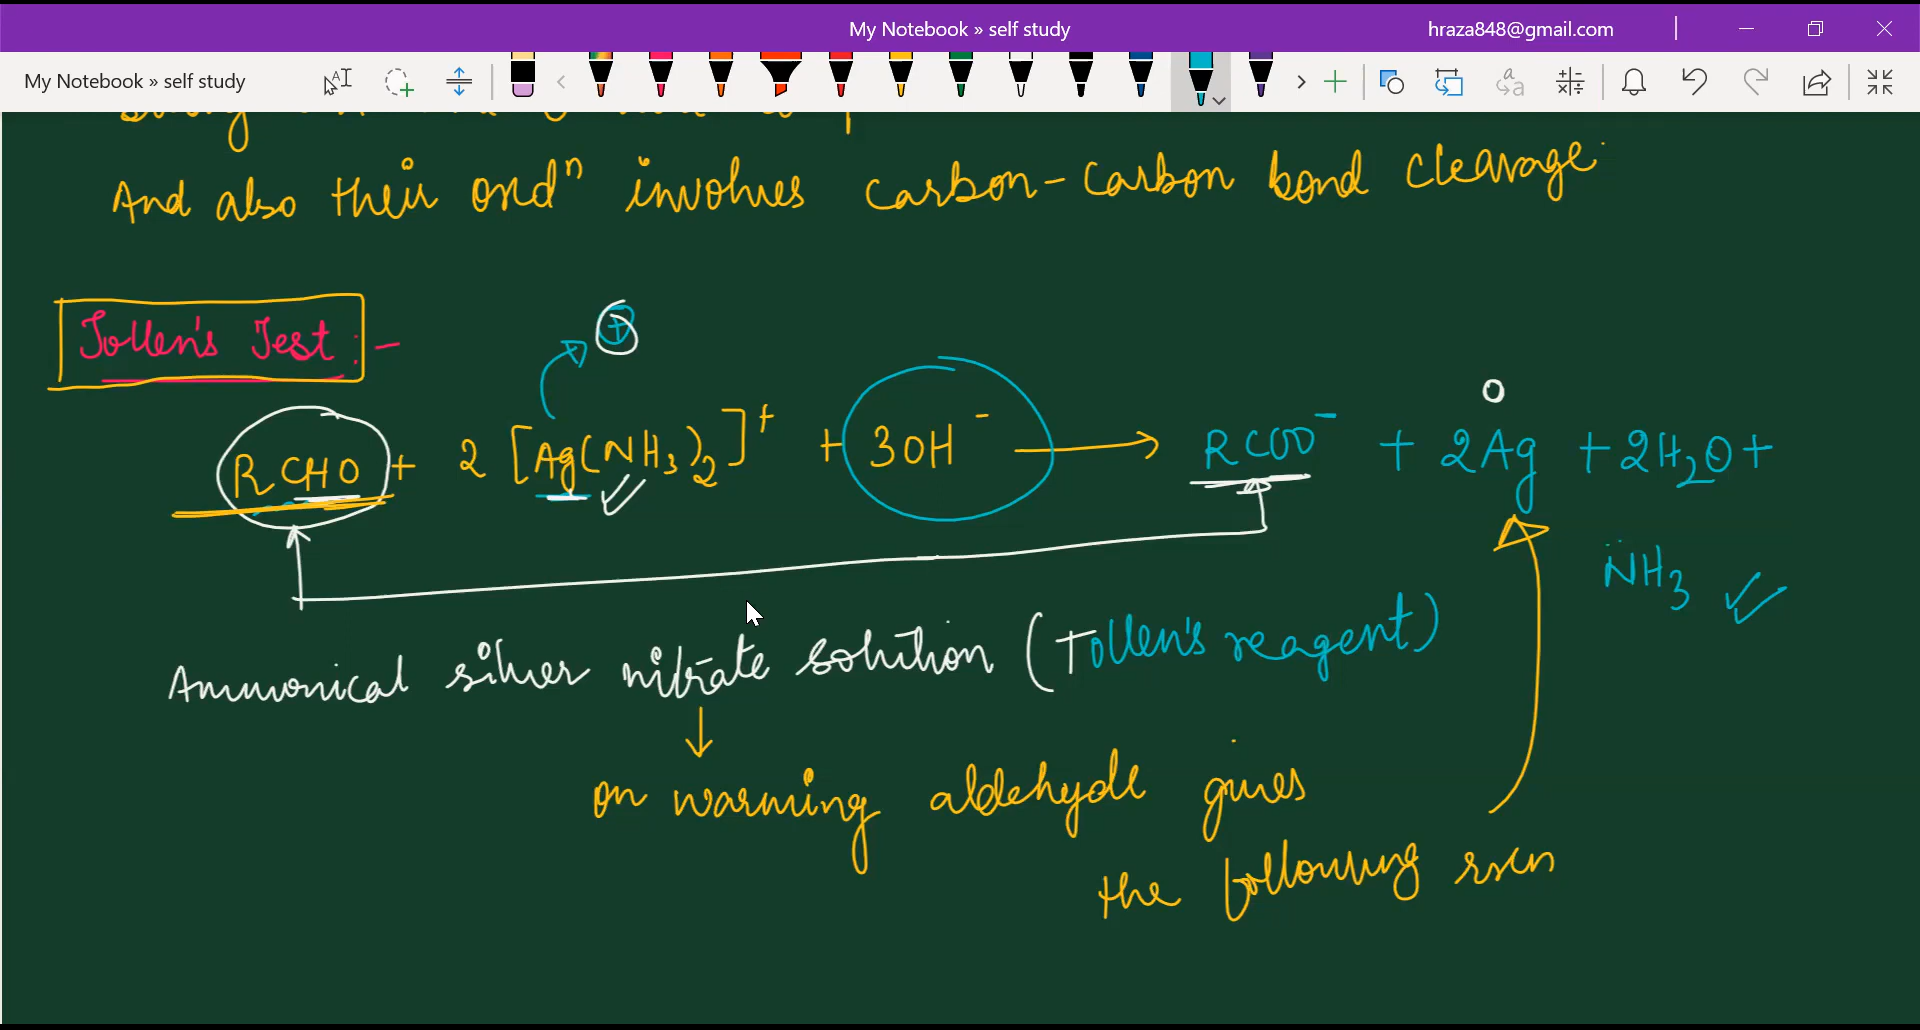 My Notebook » self study
hraza848@gmail.com
My Notebook » self study
And also their oxdⁿ involves carbon-carbon bond cleavage.
Tollen's Test :-
+
O
RCHO + 2 [Ag(NH₃)₂]⁺ + 3OH⁻ → RCOO⁻ + 2Ag + 2H₂O +
NH₃ ✓
Ammonical silver nitrate solution (Tollen's reagent)
↓
on warming aldehyde gives
the following rxn